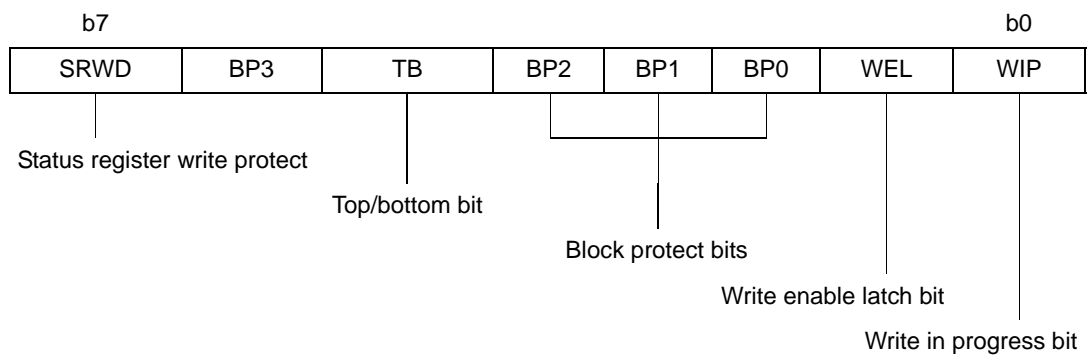 b7 b0
SRWD BP3 TB BP2 BP1 BP0 WEL WIP
Status register write protect
Top/bottom bit
Block protect bits
Write enable latch bit
Write in progress bit